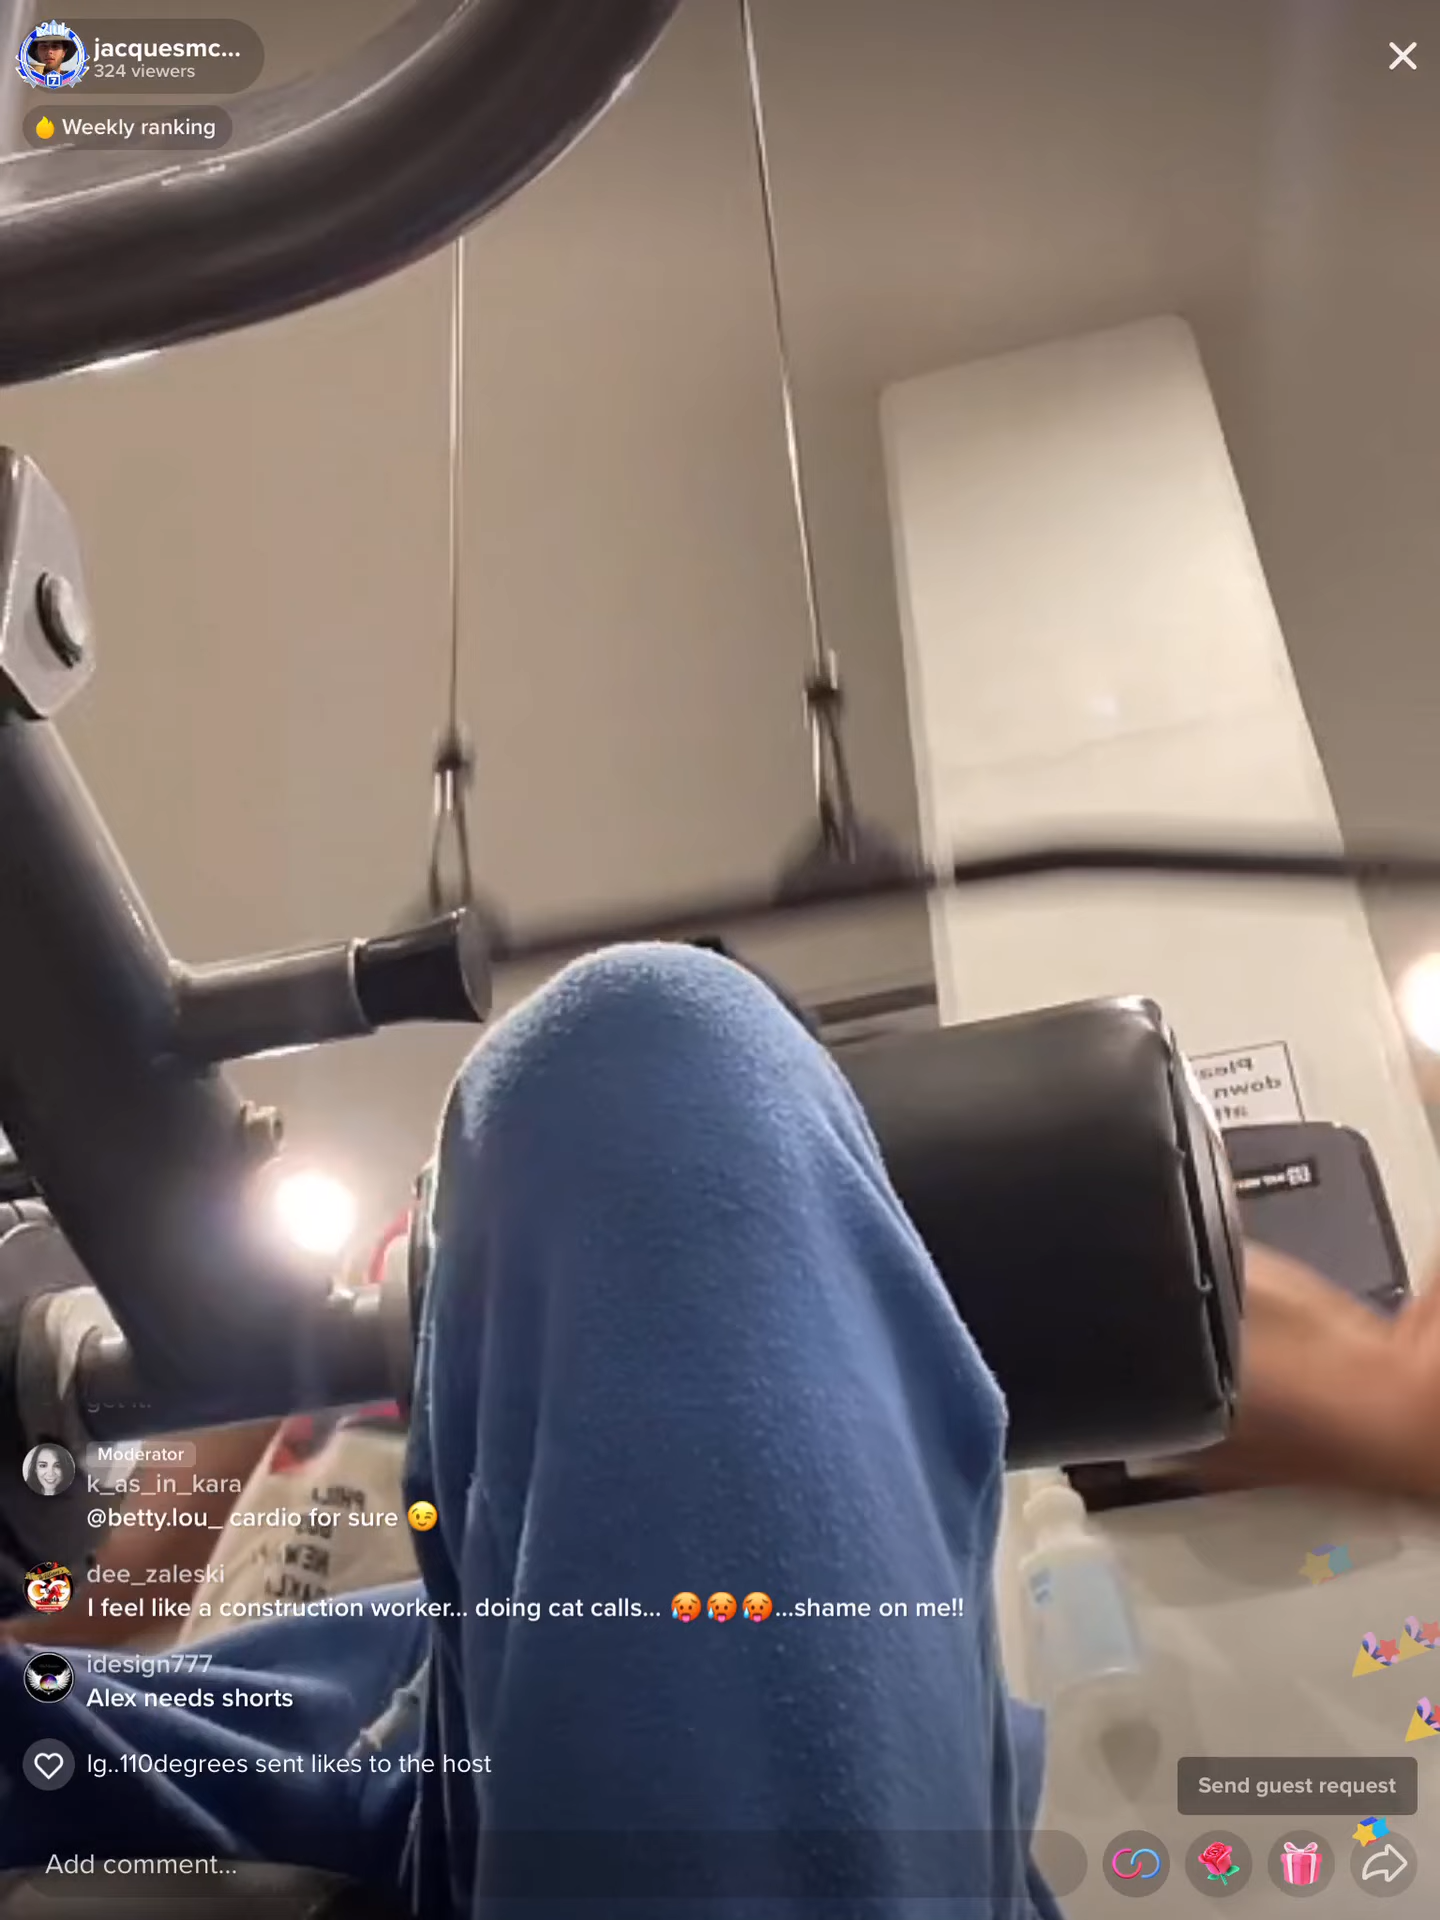 jacquesmc...
324 viewers
Weekly ranking
Please
down
Moderator
k_as_in_kara
@betty.lou_ cardio for sure 😉
dee_zaleski
I feel like a construction worker... doing cat calls... 🥵🥵🥵...shame on me!!
idesign777
Alex needs shorts
lg..110degrees sent likes to the host
Send guest request
Add comment...